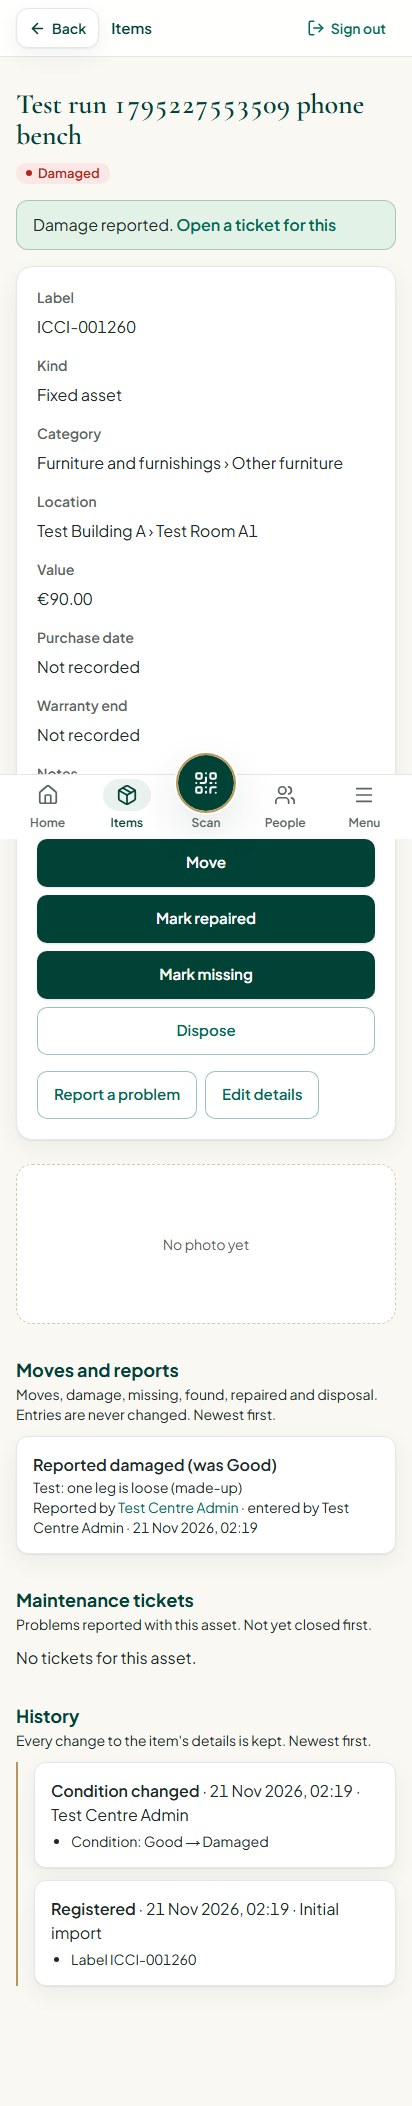 Back
Items
Sign out
Test run 1795227553509 phone
bench
Damaged
Damage reported. Open a ticket for this
Label
ICCI-001260
Kind
Fixed asset
Category
Furniture and furnishings › Other furniture
Location
Test Building A › Test Room A1
Value
€90.00
Purchase date
Not recorded
Warranty end
Not recorded
Notes
Home
Items
Scan
People
Menu
Move
Mark repaired
Mark missing
Dispose
Report a problem
Edit details
No photo yet
Moves and reports
Moves, damage, missing, found, repaired and disposal.
Entries are never changed. Newest first.
Reported damaged (was Good)
Test: one leg is loose (made-up)
Reported by Test Centre Admin · entered by Test
Centre Admin · 21 Nov 2026, 02:19
Maintenance tickets
Problems reported with this asset. Not yet closed first.
No tickets for this asset.
History
Every change to the item's details is kept. Newest first.
Condition changed · 21 Nov 2026, 02:19 ·
Test Centre Admin
• Condition: Good → Damaged
Registered · 21 Nov 2026, 02:19 · Initial
import
• Label ICCI-001260